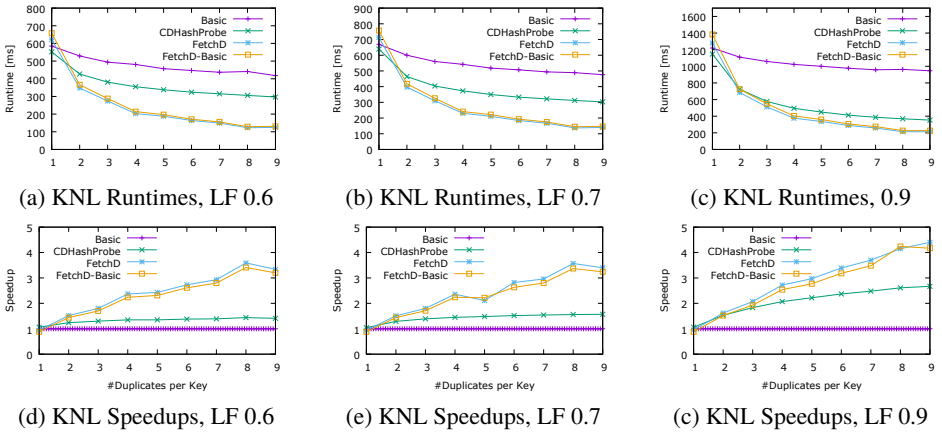 800
700
600
500
400
300
200
100
0
Runtime [ms]
Basic
CDHashProbe
FetchD
FetchD-Basic
1 2 3 4 5 6 7 8 9
(a) KNL Runtimes, LF 0.6
900
800
700
600
500
400
300
200
100
0
Runtime [ms]
Basic
CDHashProbe
FetchD
FetchD-Basic
1 2 3 4 5 6 7 8 9
(b) KNL Runtimes, LF 0.7
1600
1400
1200
1000
800
600
400
200
0
Runtime [ms]
Basic
CDHashProbe
FetchD
FetchD-Basic
1 2 3 4 5 6 7 8 9
(c) KNL Runtimes, 0.9
5
4
3
2
1
0
Speedup
Basic
CDHashProbe
FetchD
FetchD-Basic
1 2 3 4 5 6 7 8 9
#Duplicates per Key
(d) KNL Speedups, LF 0.6
5
4
3
2
1
0
Speedup
Basic
CDHashProbe
FetchD
FetchD-Basic
1 2 3 4 5 6 7 8 9
#Duplicates per Key
(e) KNL Speedups, LF 0.7
5
4
3
2
1
0
Speedup
Basic
CDHashProbe
FetchD
FetchD-Basic
1 2 3 4 5 6 7 8 9
#Duplicates per Key
(c) KNL Speedups, LF 0.9